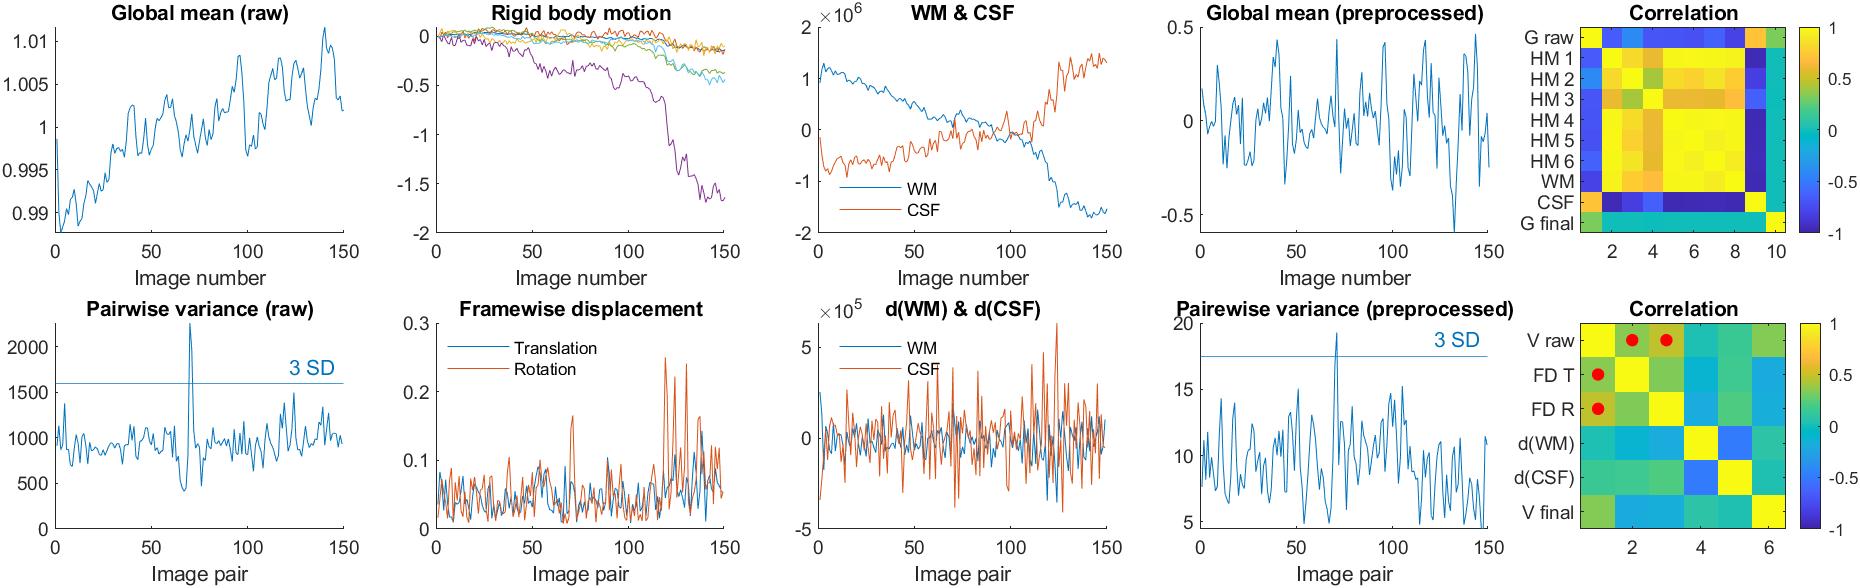 Global mean (raw)
1.01
1.005
1
0.995
0.99
0 50 100 150
Image number
Rigid body motion
0
-0.5
-1
-1.5
-2
0 50 100 150
Image number
WM & CSF
×10^6
2
1
0
-1
-2
WM
CSF
0 50 100 150
Image number
Global mean (preprocessed)
0.5
0
-0.5
0 50 100 150
Image number
Correlation
G raw
HM 1
HM 2
HM 3
HM 4
HM 5
HM 6
WM
CSF
G final
2 4 6 8 10
1
0.5
0
-0.5
-1
Pairwise variance (raw)
2000
1500
1000
500
0
3 SD
0 50 100 150
Image pair
Framewise displacement
0.3
0.2
0.1
0
Translation
Rotation
0 50 100 150
Image pair
d(WM) & d(CSF)
×10^5
5
0
-5
WM
CSF
0 50 100 150
Image pair
Pairewise variance (preprocessed)
20
15
10
5
3 SD
0 50 100 150
Image pair
Correlation
V raw
FD T
FD R
d(WM)
d(CSF)
V final
2 4 6
1
0.5
0
-0.5
-1